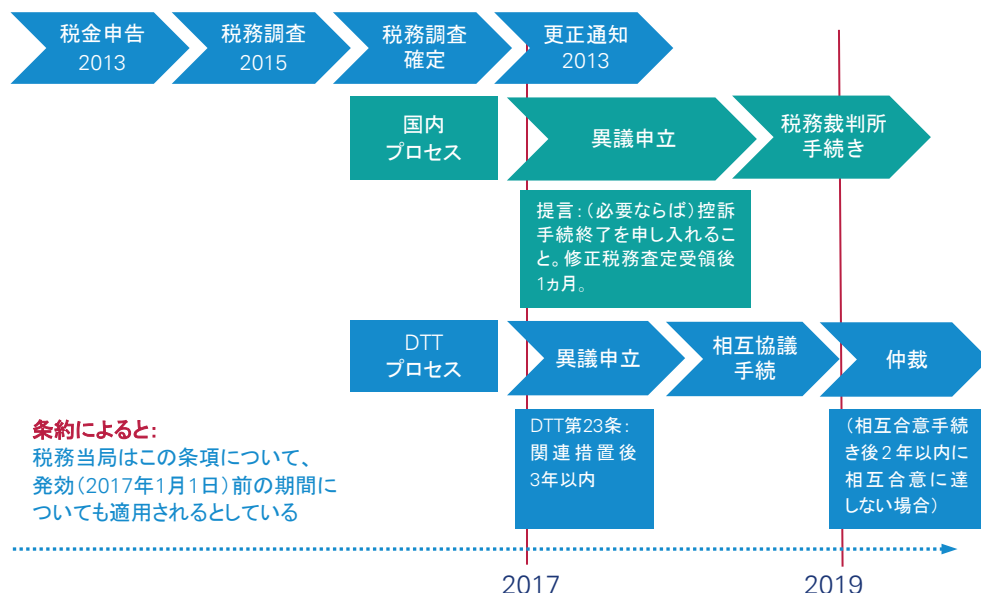 税金申告
2013
税務調査
2015
税務調査
確定
更正通知
2013
国内
プロセス
異議申立
税務裁判所
手続き
提言：（必要ならば）控訴
手続終了を申し入れるこ
と。修正税務査定受領後
1ヵ月。
DTT
プロセス
異議申立
相互協議
手続
仲裁
DTT第23条：
関連措置後
3年以内
（相互合意手続
き後2年以内に
相互合意に達
しない場合）
条約によると：
税務当局はこの条項について、
発効（2017年1月1日）前の期間に
ついても適用されるとしている
2017
2019